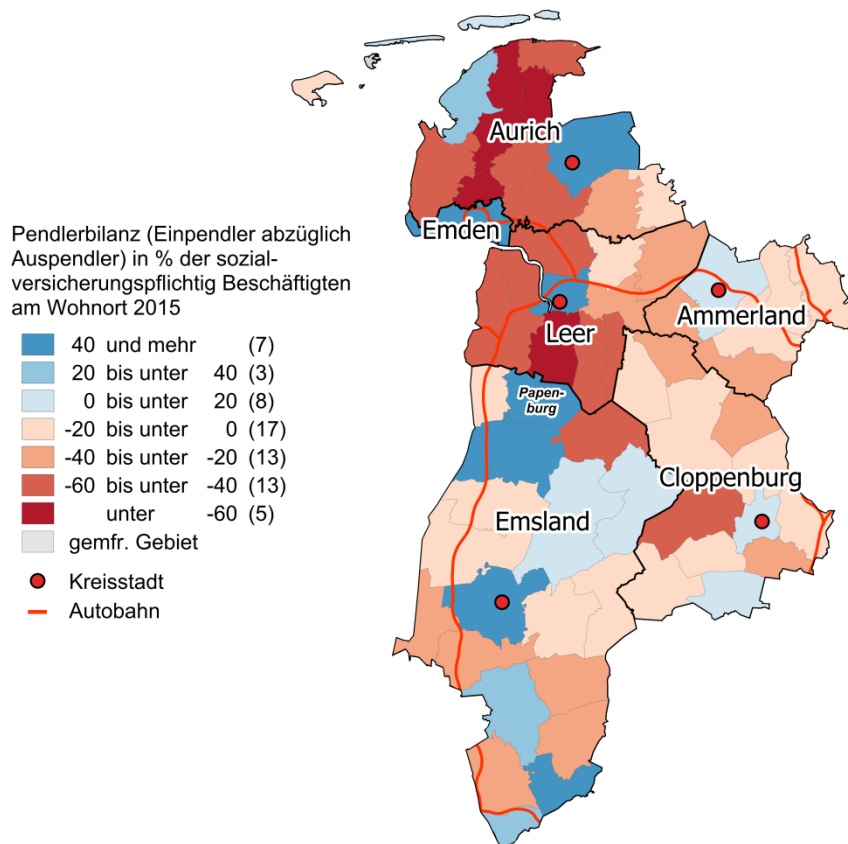 Aurich
Emden
Pendlerbilanz (Einpendler abzüglich
Auspendler) in % der sozial-
versicherungspflichtig Beschäftigten
am Wohnort 2015
40 und mehr (7)
20 bis unter 40 (3)
0 bis unter 20 (8)
-20 bis unter 0 (17)
-40 bis unter -20 (13)
-60 bis unter -40 (13)
unter -60 (5)
gemfr. Gebiet
Kreisstadt
Autobahn
Ammerland
Leer
Papen-
burg
Cloppenburg
Emsland